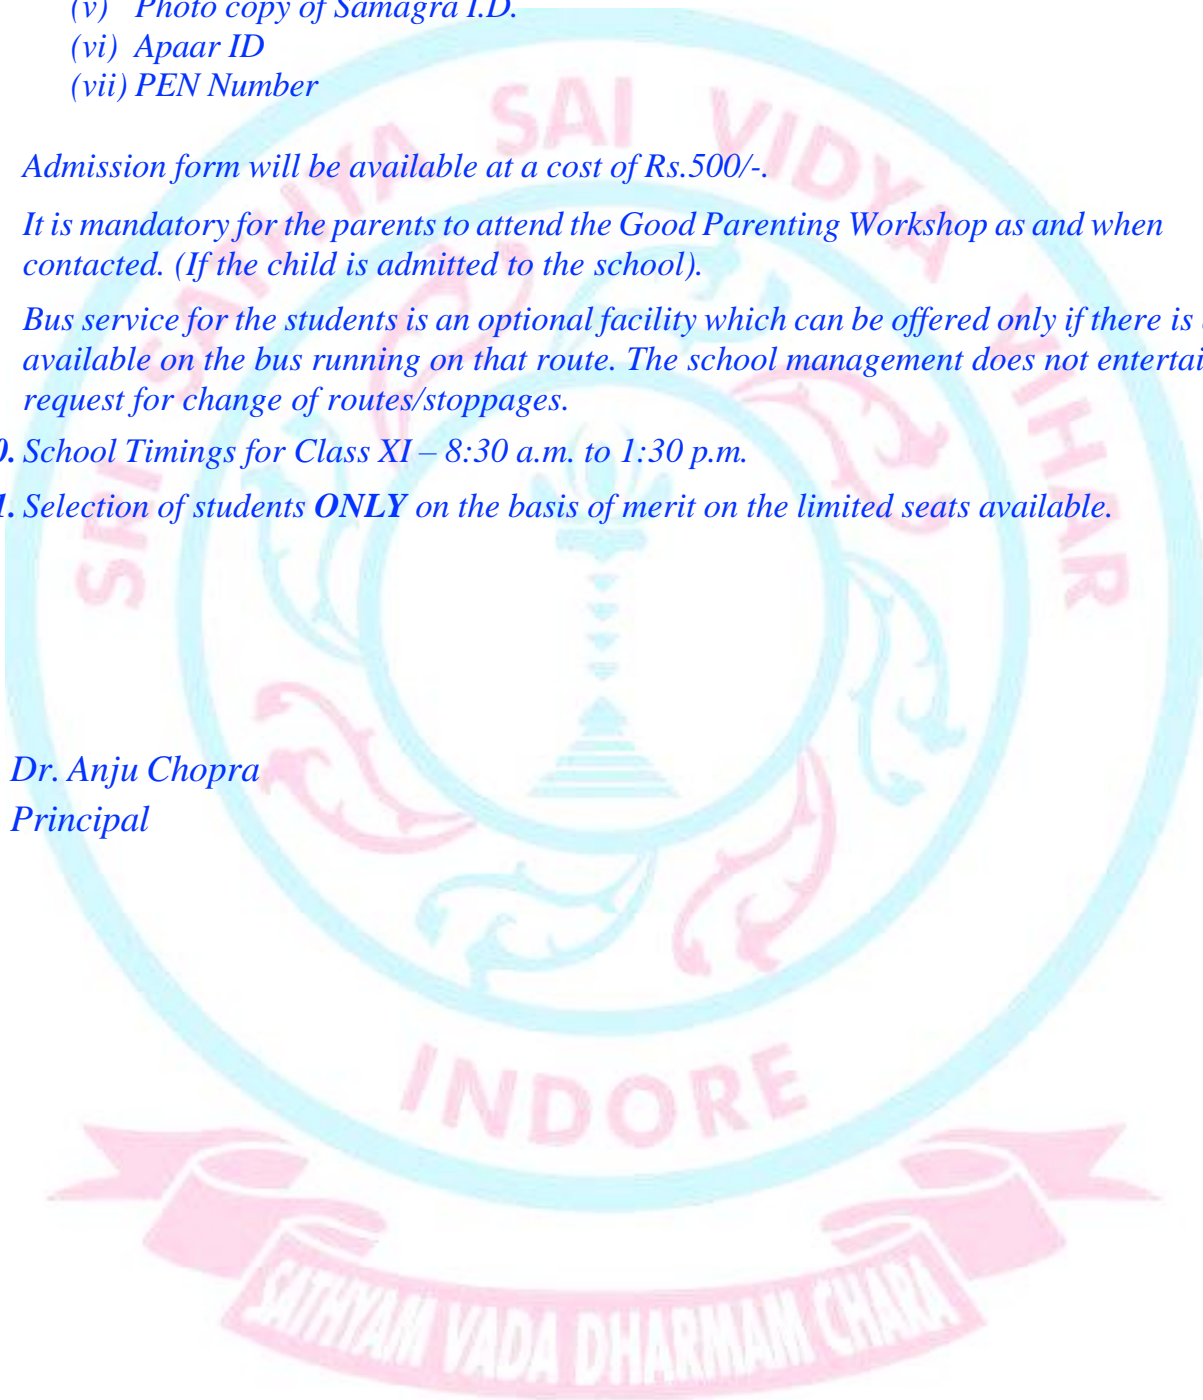 (v) Photo copy of Samagra I.D.
(vi) Apaar ID
(vii) PEN Number
Admission form will be available at a cost of Rs.500/-.
It is mandatory for the parents to attend the Good Parenting Workshop as and when
contacted. (If the child is admitted to the school).
Bus service for the students is an optional facility which can be offered only if there is
available on the bus running on that route. The school management does not entertai
request for change of routes/stoppages.
0. School Timings for Class XI – 8:30 a.m. to 1:30 p.m.
1. Selection of students ONLY on the basis of merit on the limited seats available.
Dr. Anju Chopra
Principal
SRI SATHYA SAI VIDYA VIHAR
INDORE
SATHYAM VADA DHARMAM CHARA